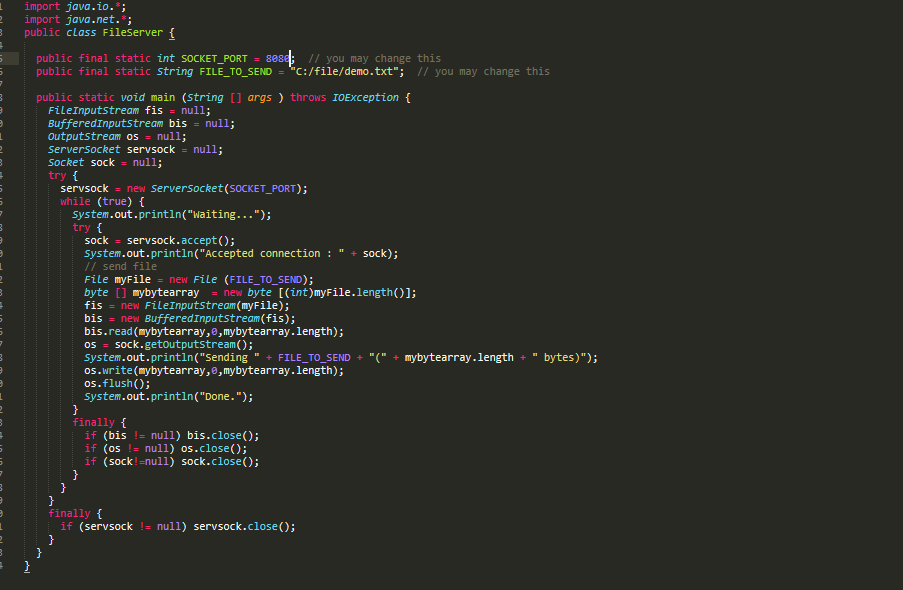 import java.io.*;
import java.net.*;
public class FileServer {
public final static int SOCKET_PORT = 8080;  // you may change this
public final static String FILE_TO_SEND = "C:/file/demo.txt";  // you may change this
public static void main (String [] args ) throws IOException {
FileInputStream fis = null;
BufferedInputStream bis = null;
OutputStream os = null;
ServerSocket servsock = null;
Socket sock = null;
try {
servsock = new ServerSocket(SOCKET_PORT);
while (true) {
System.out.println("Waiting...");
try {
sock = servsock.accept();
System.out.println("Accepted connection : " + sock);
// send file
File myFile = new File (FILE_TO_SEND);
byte [] mybytearray  = new byte [(int)myFile.length()];
fis = new FileInputStream(myFile);
bis = new BufferedInputStream(fis);
bis.read(mybytearray,0,mybytearray.length);
os = sock.getOutputStream();
System.out.println("Sending " + FILE_TO_SEND + "(" + mybytearray.length + " bytes)");
os.write(mybytearray,0,mybytearray.length);
os.flush();
System.out.println("Done.");
}
finally {
if (bis != null) bis.close();
if (os != null) os.close();
if (sock!=null) sock.close();
}
}
}
finally {
if (servsock != null) servsock.close();
}
}
}